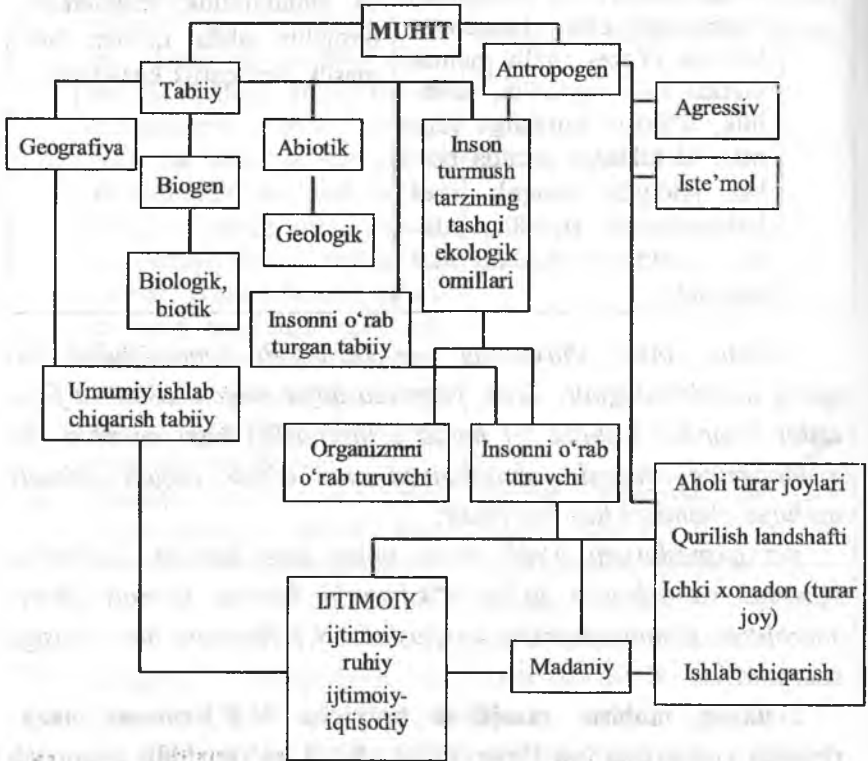 MUHIT
Tabiiy
Antropogen
Geografiya
Abiotik
Inson
turmush
tarzining
tashqi
ekologik
omillari
Agressiv
Iste’mol
Biogen
Geologik
Biologik,
biotik
Insonni o‘rab
turgan tabiiy
Umumiy ishlab
chiqarish tabiiy
Organizmni
o‘rab turuvchi
Insonni o‘rab
turuvchi
Aholi turar joylari
Qurilish landshafti
Ichki xonadon (turar
joy)
Ishlab chiqarish
IJTIMOIY
ijtimoiy-
ruhiy
ijtimoiy-
iqtisodiy
Madaniy